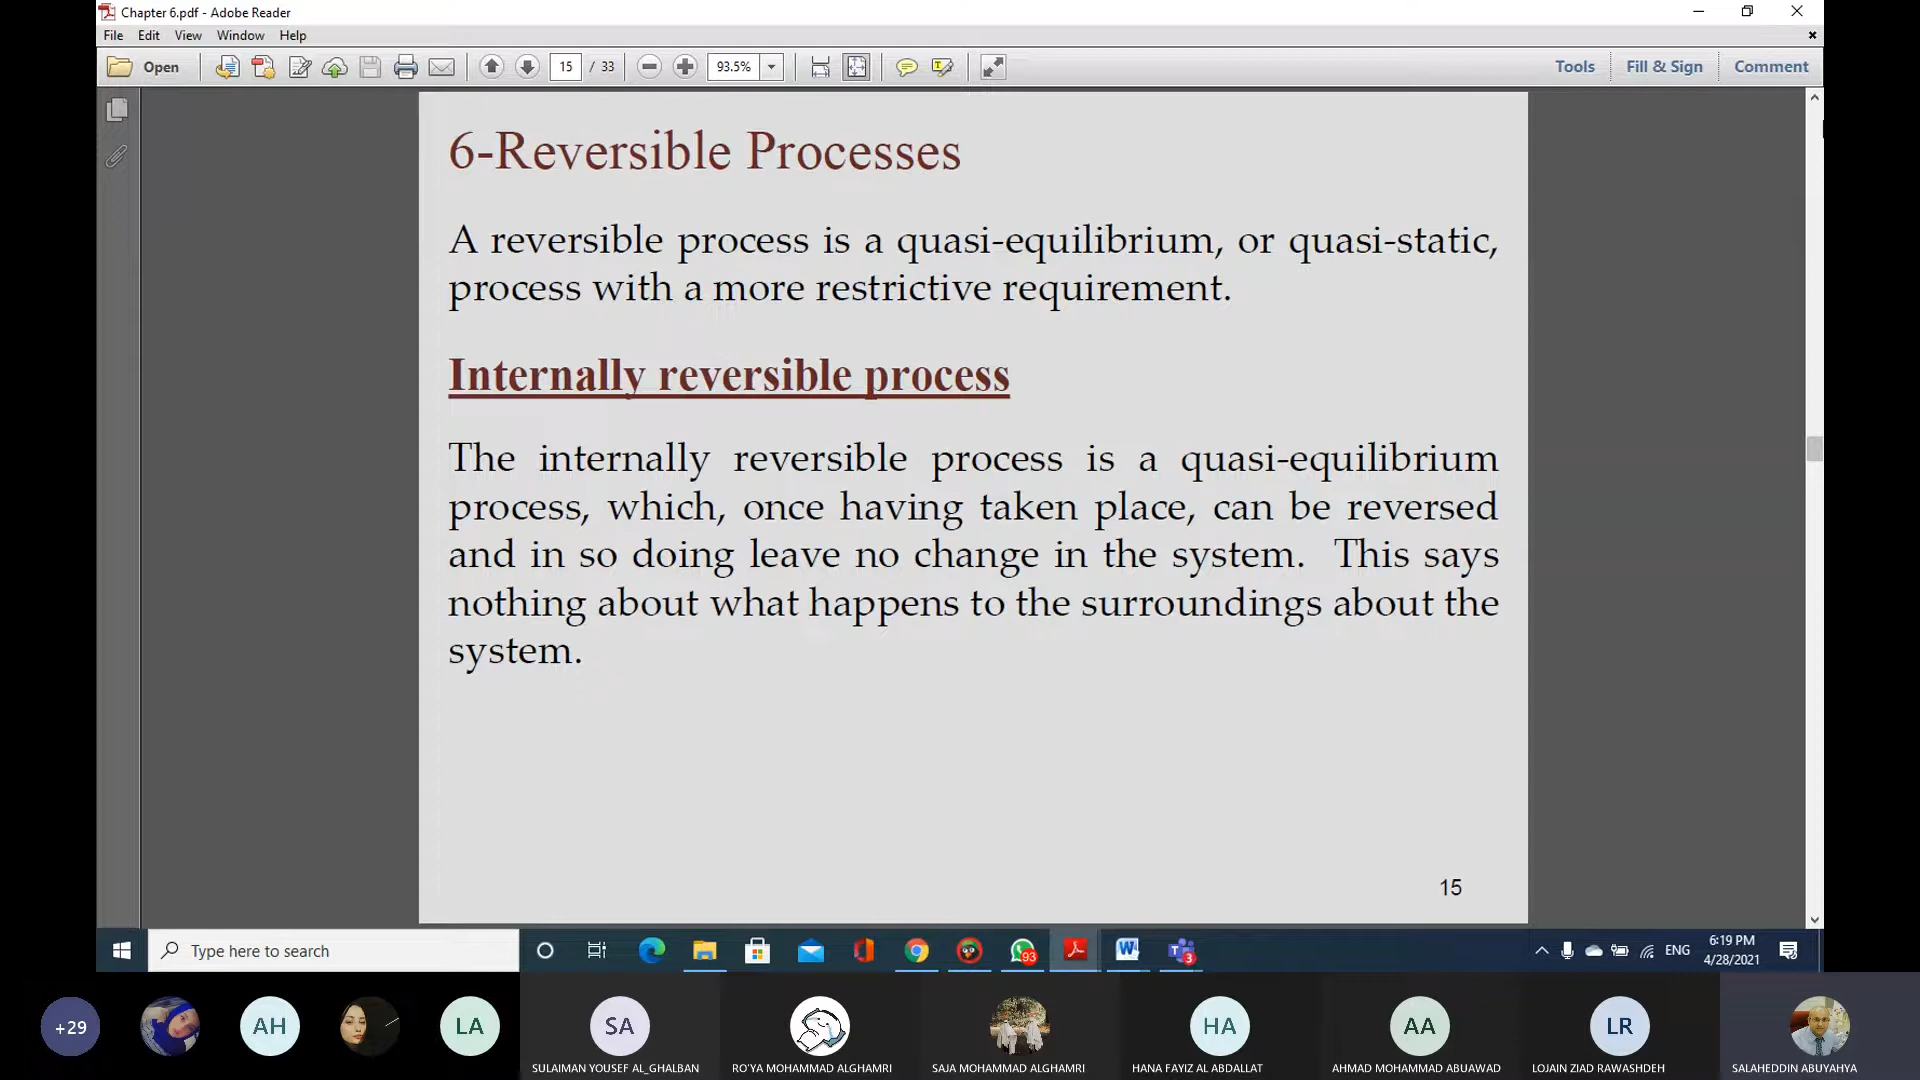 Chapter 6.pdf - Adobe Reader
File Edit View Window Help
Open 15 / 33 93.5% Tools Fill & Sign Comment
6-Reversible Processes
A reversible process is a quasi-equilibrium, or quasi-static,
process with a more restrictive requirement.
Internally reversible process
The internally reversible process is a quasi-equilibrium
process, which, once having taken place, can be reversed
and in so doing leave no change in the system. This says
nothing about what happens to the surroundings about the
system.
15
Type here to search
93
3
ENG
6:19 PM
4/28/2021
+29
AH
LA
SA
HA
AA
LR
SULAIMAN YOUSEF AL_GHALBAN
RO'YA MOHAMMAD ALGHAMRI
SAJA MOHAMMAD ALGHAMRI
HANA FAYIZ AL ABDALLAT
AHMAD MOHAMMAD ABUAWAD
LOJAIN ZIAD RAWASHDEH
SALAHEDDIN ABUYAHYA